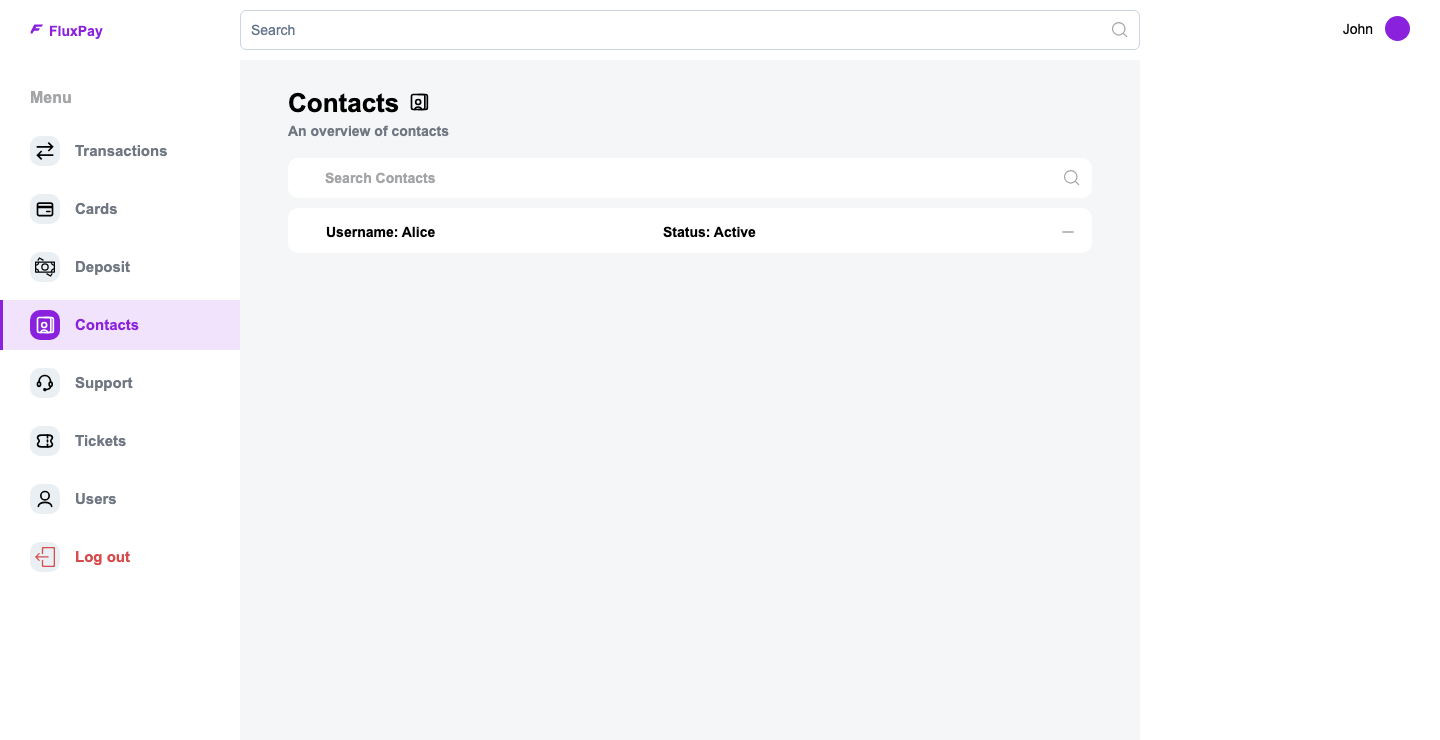 FluxPay
Search
John
Menu
Transactions
Cards
Deposit
Contacts
Support
Tickets
Users
Log out
Contacts
An overview of contacts
Search Contacts
Username: Alice Status: Active